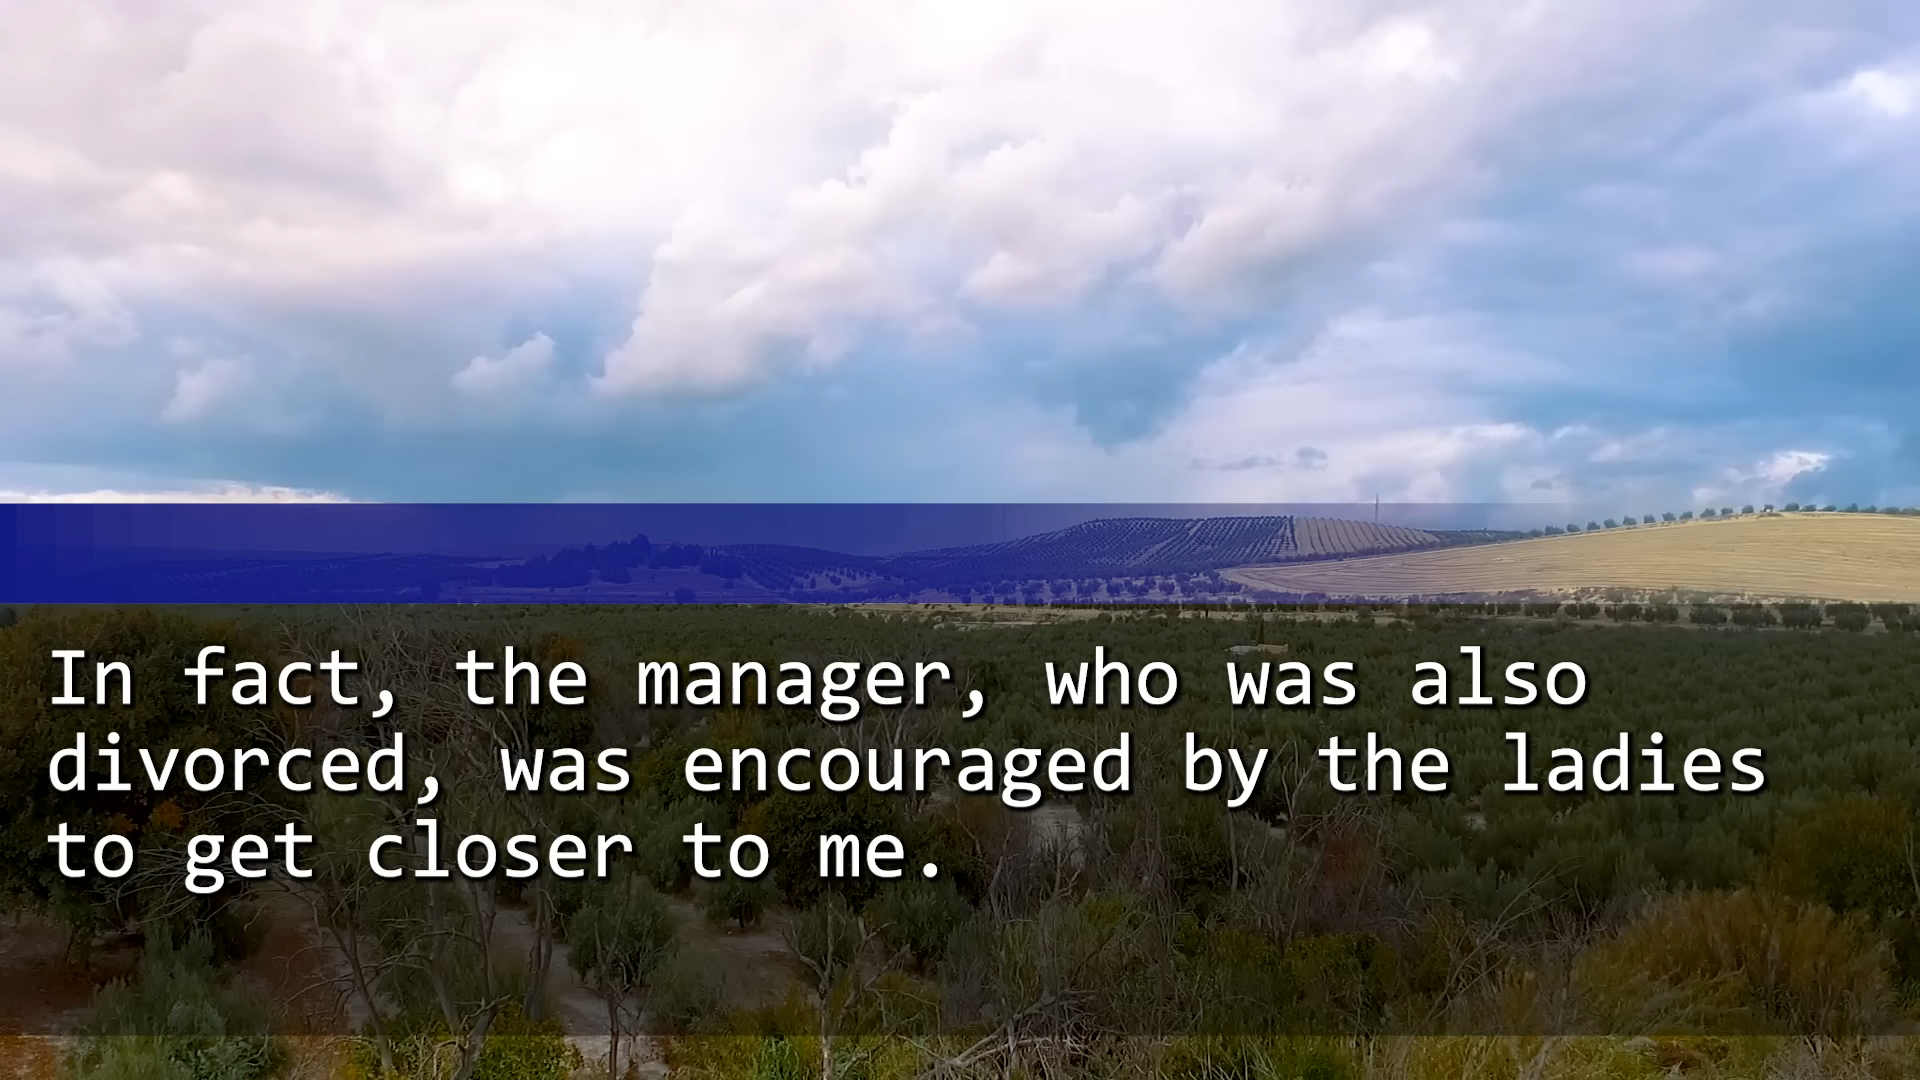 In fact, the manager, who was also
divorced, was encouraged by the ladies
to get closer to me.